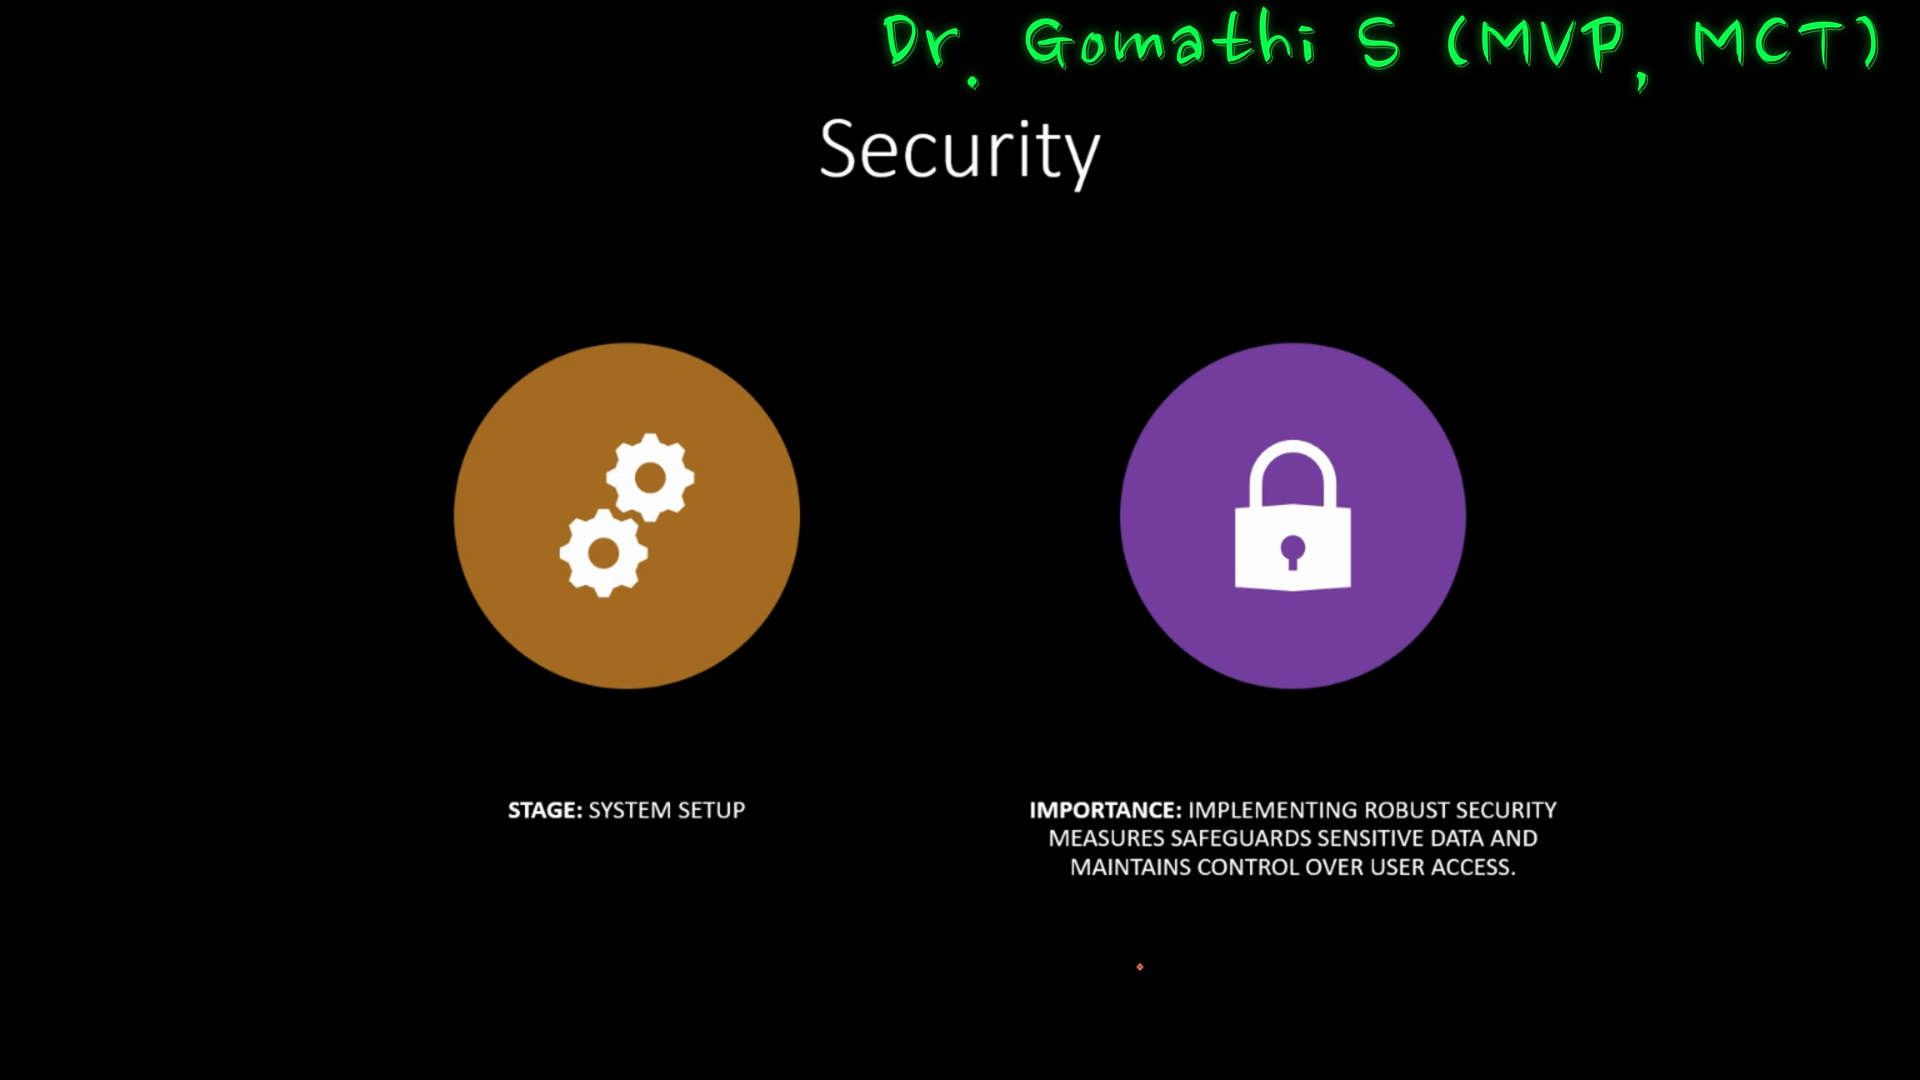 Dr. Gomathi S (MVP, MCT)
Security
STAGE: SYSTEM SETUP
IMPORTANCE: IMPLEMENTING ROBUST SECURITY
MEASURES SAFEGUARDS SENSITIVE DATA AND
MAINTAINS CONTROL OVER USER ACCESS.